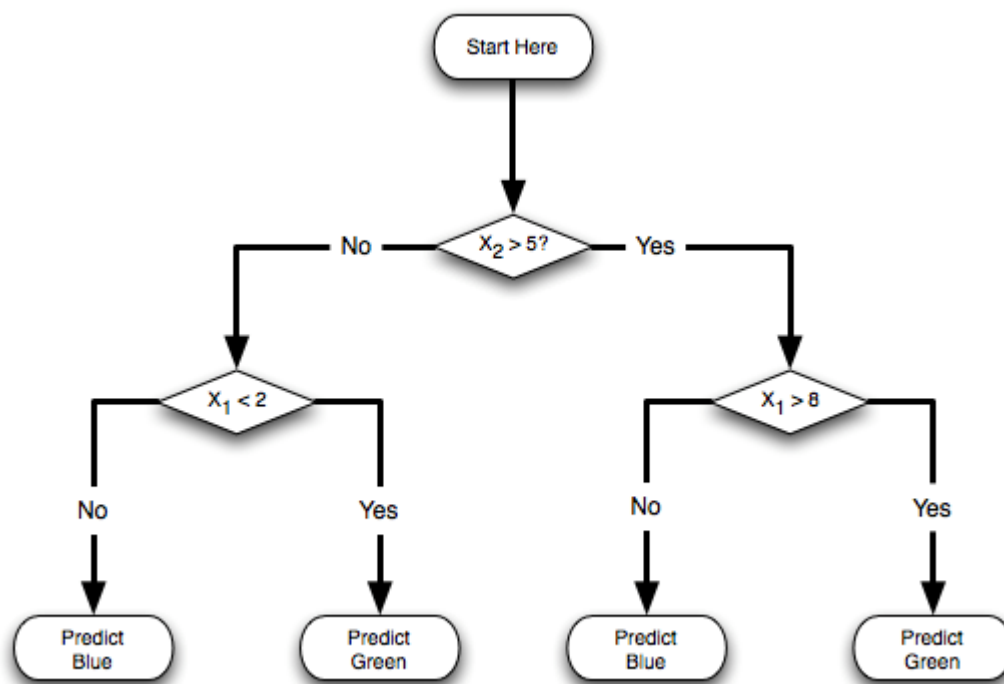 Start Here
X₂ > 5?
No
Yes
X₁ < 2
X₁ > 8
No
Yes
No
Yes
Predict
Blue
Predict
Green
Predict
Blue
Predict
Green